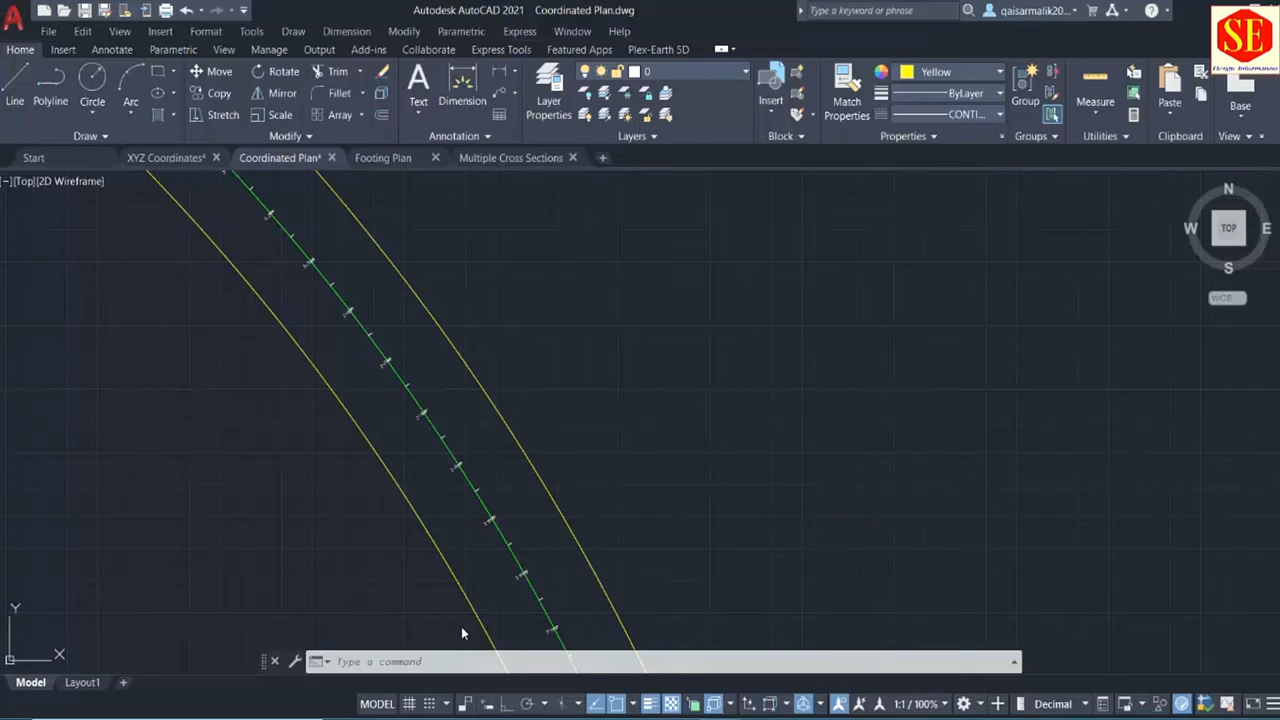 Autodesk AutoCAD 2021 Coordinated Plan.dwg
Type a keyword or phrase
qaisarmalik20...
File Edit View Insert Format Tools Draw Dimension Modify Parametric Express Window Help
Home Insert Annotate Parametric View Manage Output Add-ins Collaborate Express Tools Featured Apps Plex-Earth 5D
SE
Design Information
Line
Polyline
Circle
Arc
Move
Rotate
Trim
Copy
Mirror
Fillet
Stretch
Scale
Array
Text
Dimension
Layer
Properties
0
Insert
Match
Properties
Yellow
ByLayer
CONTI...
Group
Measure
Paste
Base
Draw
Modify
Annotation
Layers
Block
Properties
Groups
Utilities
Clipboard
View
Start
XYZ Coordinates*
Coordinated Plan*
Footing Plan
Multiple Cross Sections
[−][Top][2D Wireframe]
N
W TOP E
S
WCS
Y
X
Type a command
Model Layout1
MODEL
1:1 / 100%
Decimal